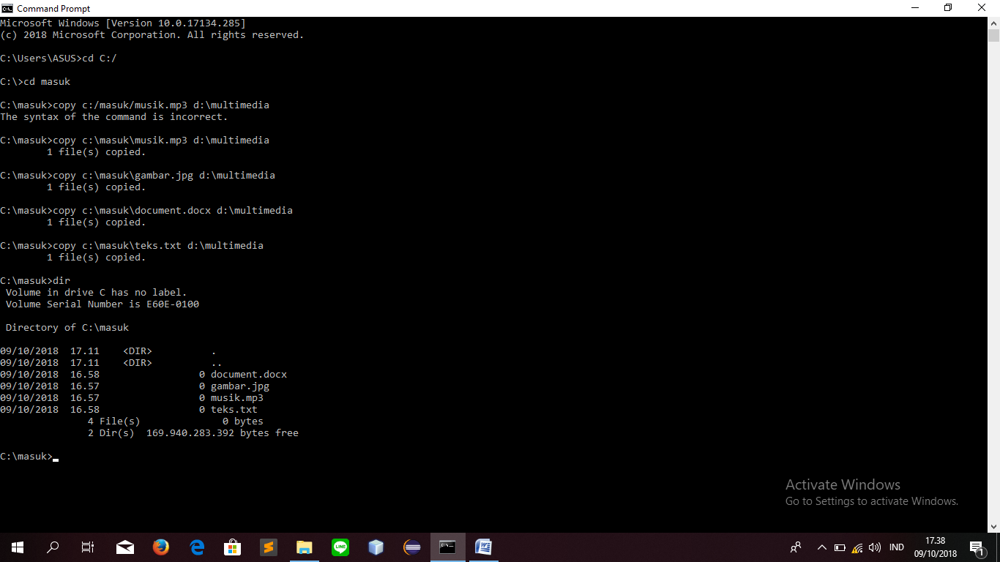 Command Prompt
Microsoft Windows [Version 10.0.17134.285]
(c) 2018 Microsoft Corporation. All rights reserved.
C:\Users\ASUS>cd C:/
C:\>cd masuk
C:\masuk>copy c:/masuk/musik.mp3 d:\multimedia
The syntax of the command is incorrect.
C:\masuk>copy c:\masuk\musik.mp3 d:\multimedia
        1 file(s) copied.
C:\masuk>copy c:\masuk\gambar.jpg d:\multimedia
        1 file(s) copied.
C:\masuk>copy c:\masuk\document.docx d:\multimedia
        1 file(s) copied.
C:\masuk>copy c:\masuk\teks.txt d:\multimedia
        1 file(s) copied.
C:\masuk>dir
 Volume in drive C has no label.
 Volume Serial Number is E60E-0100
 Directory of C:\masuk
09/10/2018  17.11    <DIR>          .
09/10/2018  17.11    <DIR>          ..
09/10/2018  16.58                 0 document.docx
09/10/2018  16.57                 0 gambar.jpg
09/10/2018  16.57                 0 musik.mp3
09/10/2018  16.58                 0 teks.txt
               4 File(s)              0 bytes
               2 Dir(s)  169.940.283.392 bytes free
C:\masuk>
Activate Windows
Go to Settings to activate Windows.
LINE
IND
17.38
09/10/2018
1